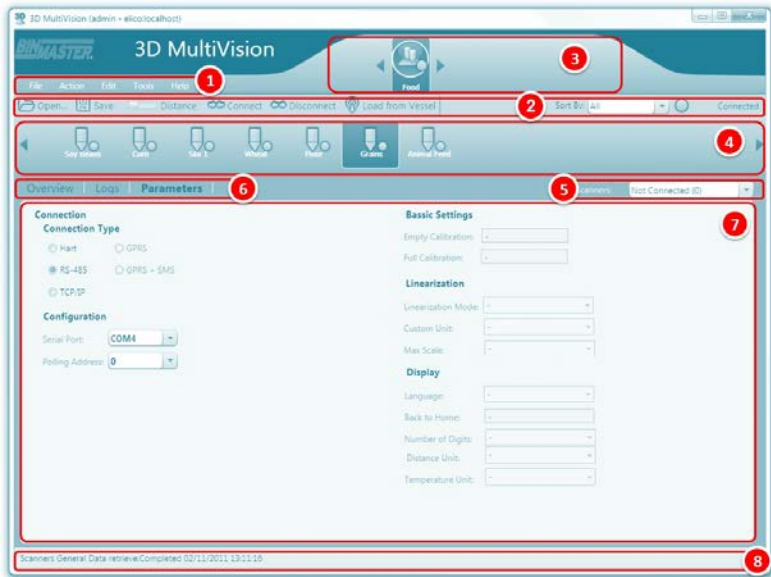 3D MultiVision (admin - elico:localhost)
BINMASTER.
3D MultiVision
3
Food
File Action Edit Tools Help
1
Open... Save Distance Connect Disconnect Load from Vessel
2
Sort By: All
Connected
4
Soy steam Corn Slot 1 Wheat Flour Grains Animal Feed
Overview Logs Parameters
6
5
Scanners: Not Connected (0)
7
Connection
Connection Type
Hart GPRS
RS-485 GPRS + SMS
TCP/IP
Configuration
Serial Port: COM4
Polling Address: 0
Bassic Settings
Empty Calibration: -
Full Calibration: -
Linearization
Linearization Mode: -
Custom Unit: -
Max Scale: -
Display
Language: -
Back to Home: -
Number of Digits: -
Distance Unit: -
Temperature Unit: -
Scanners General Data retrieve.Completed 02/11/2011 13:11:16
8